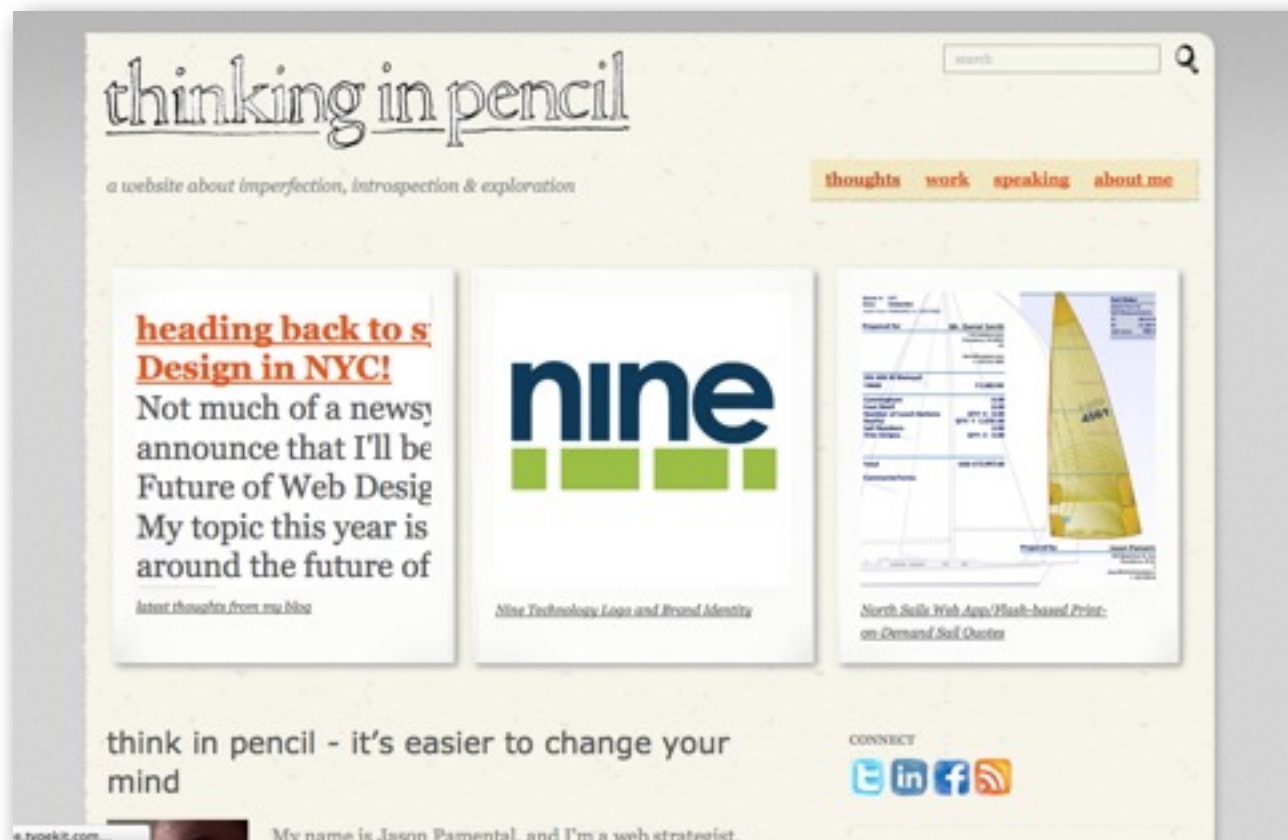 thinking in pencil
search
a website about imperfection, introspection & exploration
thoughts work speaking about me
heading back to s
Design in NYC!
Not much of a newsy
announce that I'll be
Future of Web Desig
My topic this year is
around the future of
latest thoughts from my blog
nine
Nine Technology Logo and Brand Identity
4561
North Sails Web App/Flash-based Print-
on-Demand Sail Quotes
think in pencil - it's easier to change your
mind
CONNECT
My name is Jason Pamental, and I'm a web strategist,
e.typekit.com...